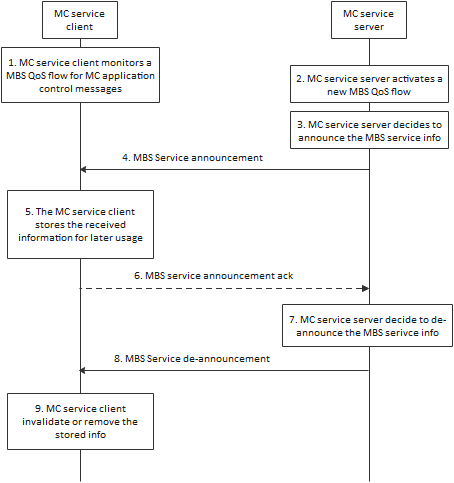 MC service
client
MC service
server
1. MC service client monitors a
MBS QoS flow for MC application
control messages
2. MC service server activates a
new MBS QoS flow
3. MC service server decides to
announce the MBS service info
4. MBS Service announcement
5. The MC service client
stores the received
information for later usage
6. MBS service announcement ack
7. MC service server decide to de-
announce the MBS serivce info
8. MBS Service de-announcement
9. MC service client
invalidate or remove the
stored info